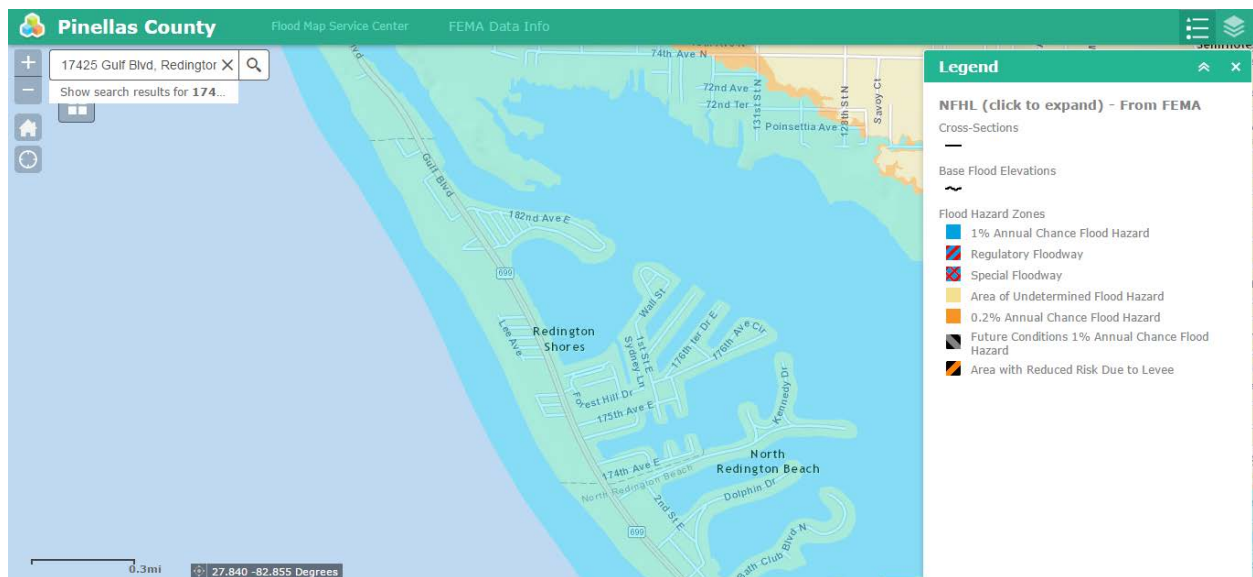 Pinellas County
Flood Map Service Center
FEMA Data Info
17425 Gulf Blvd, Redingtor
Show search results for 174...
Legend
NFHL (click to expand) - From FEMA
Cross-Sections
Base Flood Elevations
Flood Hazard Zones
1% Annual Chance Flood Hazard
Regulatory Floodway
Special Floodway
Area of Undetermined Flood Hazard
0.2% Annual Chance Flood Hazard
Future Conditions 1% Annual Chance Flood
Hazard
Area with Reduced Risk Due to Levee
74th Ave N
72nd Ave
72nd Ter
131st St N
Poinsettia Ave
128th St N
Savoy Ct
Gulf Blvd
182nd Ave E
699
Wall St
Lee Ave
Redington
Shores
1st St E
Sydney Ln
176th ter Dr E
176th Ave Cir
Forest Hill Dr
175th Ave E
Kennedy Dr
North
Redington Beach
174th Ave E
North Redington Beach
Dolphin Dr
2nd St E
699
ath Club Blvd N
0.3mi
27.840 -82.855 Degrees